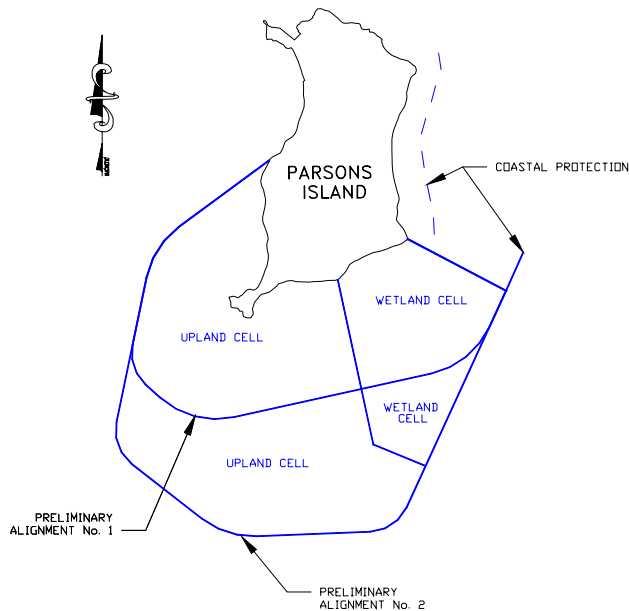 PARSONS
ISLAND
COASTAL PROTECTION
WETLAND CELL
UPLAND CELL
WETLAND
CELL
UPLAND CELL
PRELIMINARY
ALIGNMENT No. 1
PRELIMINARY
ALIGNMENT No. 2